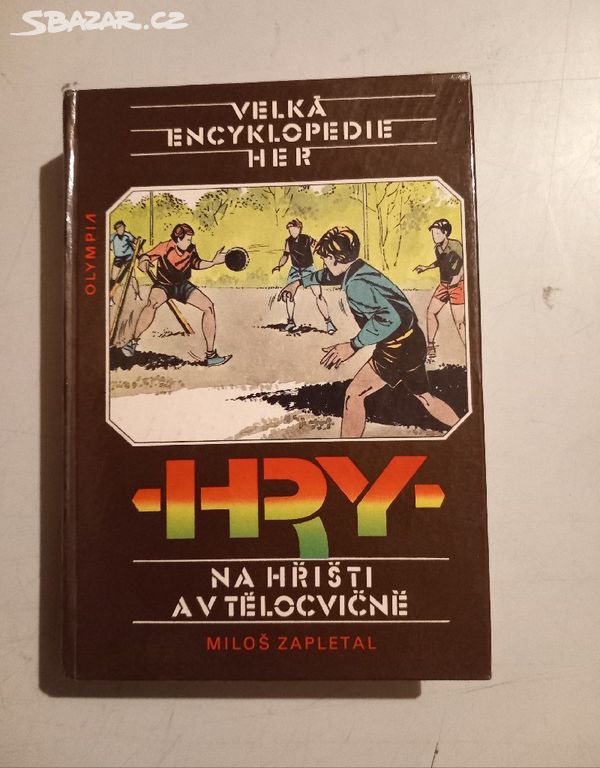 SBAZAR.CZ
VELKÁ
ENCYKLOPEDIE
HER
OLYMPIA
HRY
NA HŘIŠTI
A V TĚLOCVIČNĚ
MILOŠ ZAPLETAL